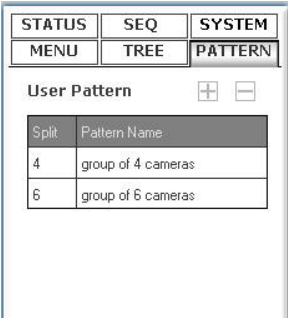 STATUS SEQ SYSTEM
MENU TREE PATTERN
User Pattern
Split Pattern Name
4 group of 4 cameras
6 group of 6 cameras